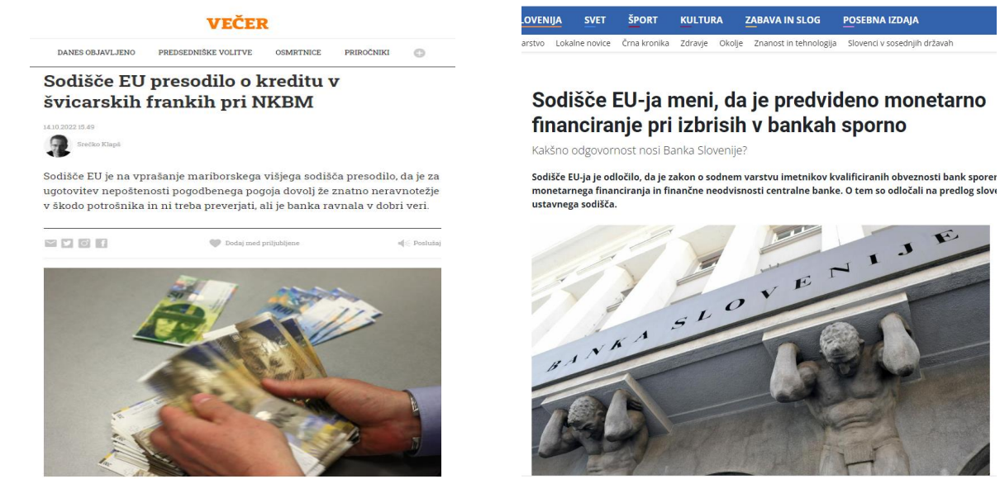 VEČER
DANES OBJAVLJENO PREDSEDNIŠKE VOLITVE OSMRTNICE PRIROČNIKI
Sodišče EU presodilo o kreditu v
švicarskih frankih pri NKBM
14.10.2022 15.49
Srečko Klapš
Sodišče EU je na vprašanje mariborskega višjega sodišča presodilo, da je za
ugotovitev nepoštenosti pogodbenega pogoja dovolj že znatno neravnotežje
v škodo potrošnika in ni treba preverjati, ali je banka ravnala v dobri veri.
Dodaj med priljubljene Poslušaj
LOVENIJA SVET ŠPORT KULTURA ZABAVA IN SLOG POSEBNA IZDAJA
arstvo Lokalne novice Črna kronika Zdravje Okolje Znanost in tehnologija Slovenci v sosednjih državah
Sodišče EU-ja meni, da je predvideno monetarno
financiranje pri izbrisih v bankah sporno
Kakšno odgovornost nosi Banka Slovenije?
Sodišče EU-ja je odločilo, da je zakon o sodnem varstvu imetnikov kvalificiranih obveznosti bank sporen
monetarnega financiranja in finančne neodvisnosti centralne banke. O tem so odločali na predlog slove
ustavnega sodišča.
BANKA SLOVENIJE